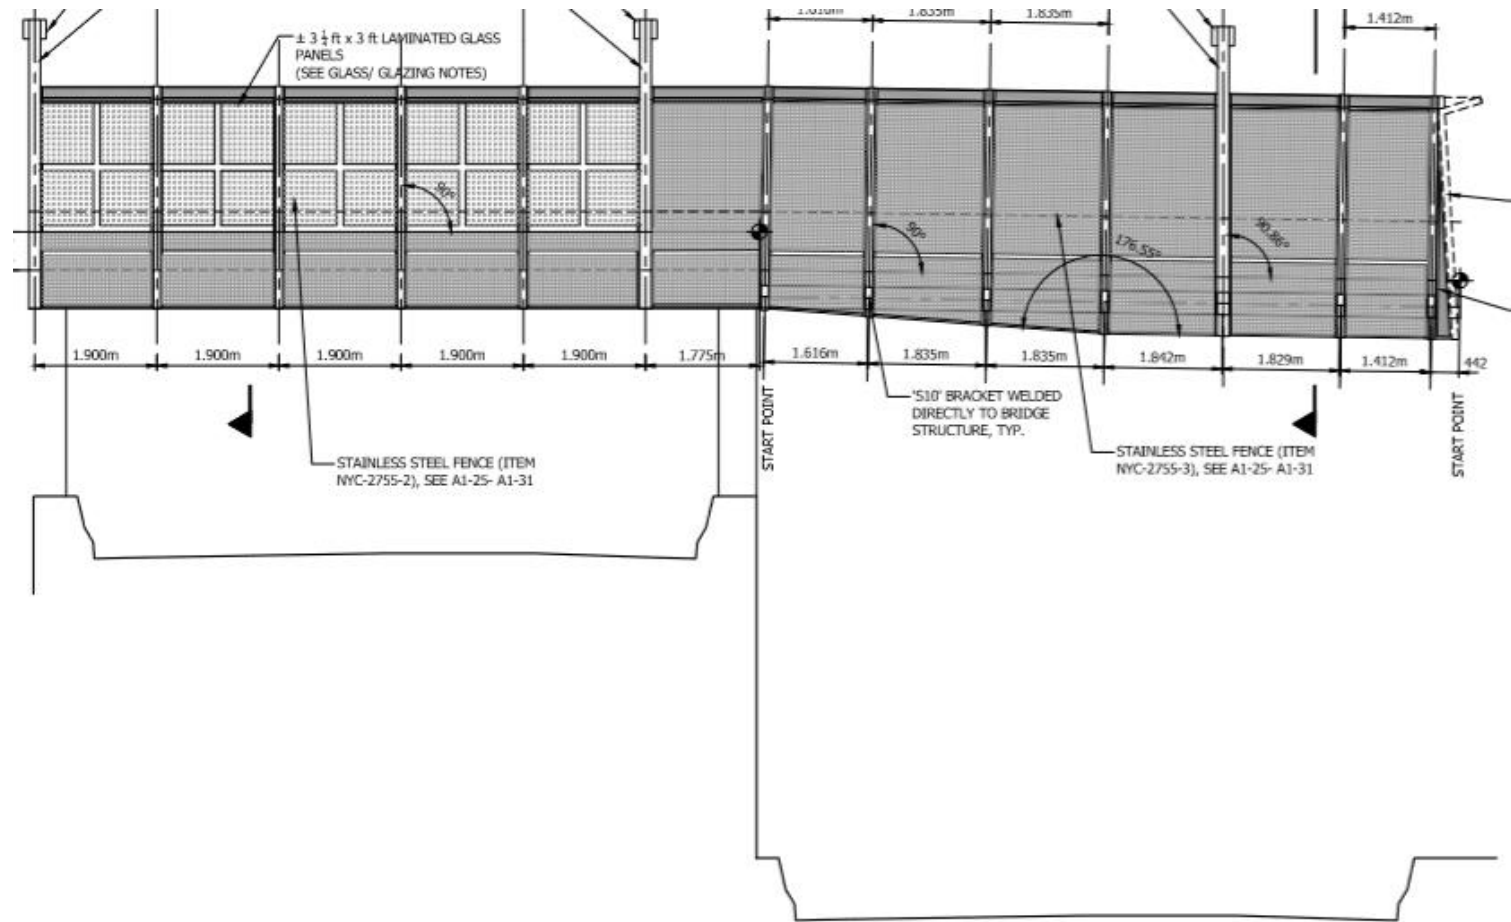 1.616m 1.835m 1.835m 1.412m
± 3 ¼ ft x 3 ft LAMINATED GLASS
PANELS
(SEE GLASS/ GLAZING NOTES)
90°
90°
176.55°
90.86°
1.900m 1.900m 1.900m 1.900m 1.900m 1.775m 1.616m 1.835m 1.835m 1.842m 1.829m 1.412m 442
START POINT
'S10' BRACKET WELDED
DIRECTLY TO BRIDGE
STRUCTURE, TYP.
START POINT
STAINLESS STEEL FENCE (ITEM
NYC-2755-2), SEE A1-25- A1-31
STAINLESS STEEL FENCE (ITEM
NYC-2755-3), SEE A1-25- A1-31